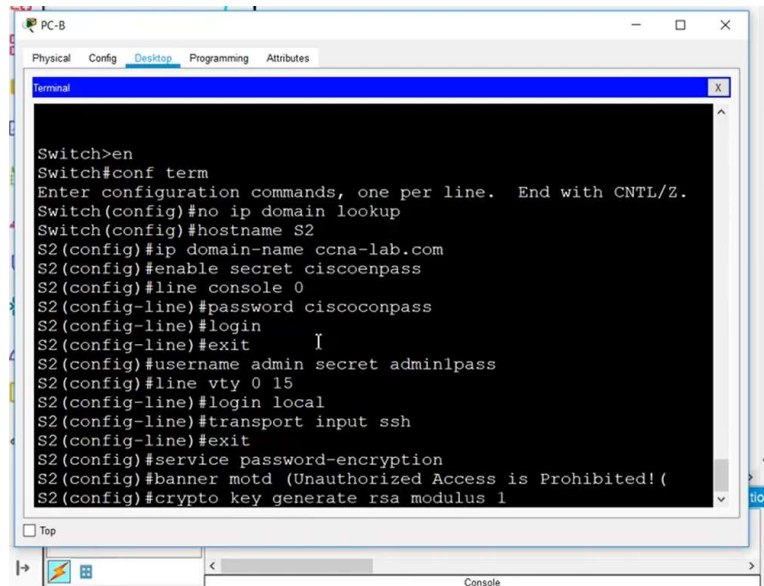 PC-B
Physical Config Desktop Programming Attributes
Terminal X
Switch>en
Switch#conf term
Enter configuration commands, one per line. End with CNTL/Z.
Switch(config)#no ip domain lookup
Switch(config)#hostname S2
S2(config)#ip domain-name ccna-lab.com
S2(config)#enable secret ciscoenpass
S2(config)#line console 0
S2(config-line)#password ciscoconpass
S2(config-line)#login
S2(config-line)#exit
S2(config)#username admin secret admin1pass
S2(config)#line vty 0 15
S2(config-line)#login local
S2(config-line)#transport input ssh
S2(config-line)#exit
S2(config)#service password-encryption
S2(config)#banner motd (Unauthorized Access is Prohibited!(
S2(config)#crypto key generate rsa modulus 1
Top
Console